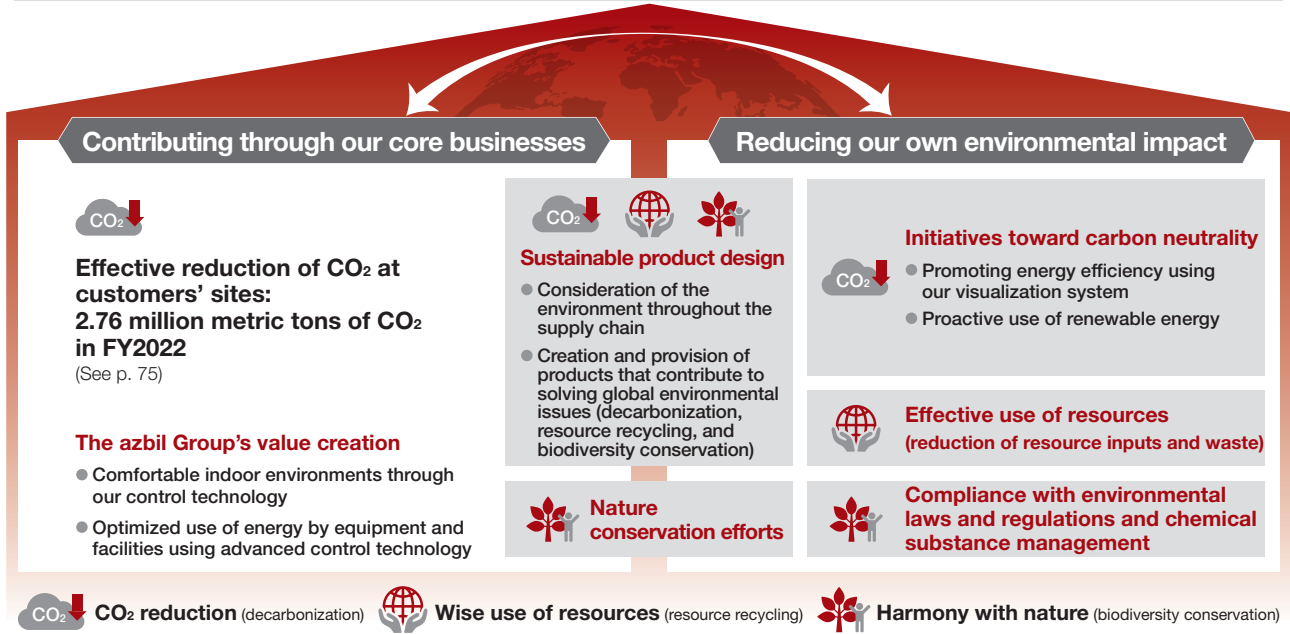 Contributing through our core businesses
Reducing our own environmental impact
CO₂
Effective reduction of CO₂ at
customers’ sites:
2.76 million metric tons of CO₂
in FY2022
(See p. 75)
The azbil Group’s value creation
Comfortable indoor environments through
our control technology
Optimized use of energy by equipment and
facilities using advanced control technology
CO₂
Sustainable product design
Consideration of the
environment throughout the
supply chain
Creation and provision of
products that contribute to
solving global environmental
issues (decarbonization,
resource recycling, and
biodiversity conservation)
Nature
conservation efforts
CO₂
Initiatives toward carbon neutrality
Promoting energy efficiency using
our visualization system
Proactive use of renewable energy
Effective use of resources
(reduction of resource inputs and waste)
Compliance with environmental
laws and regulations and chemical
substance management
CO₂ CO₂ reduction (decarbonization) Wise use of resources (resource recycling) Harmony with nature (biodiversity conservation)